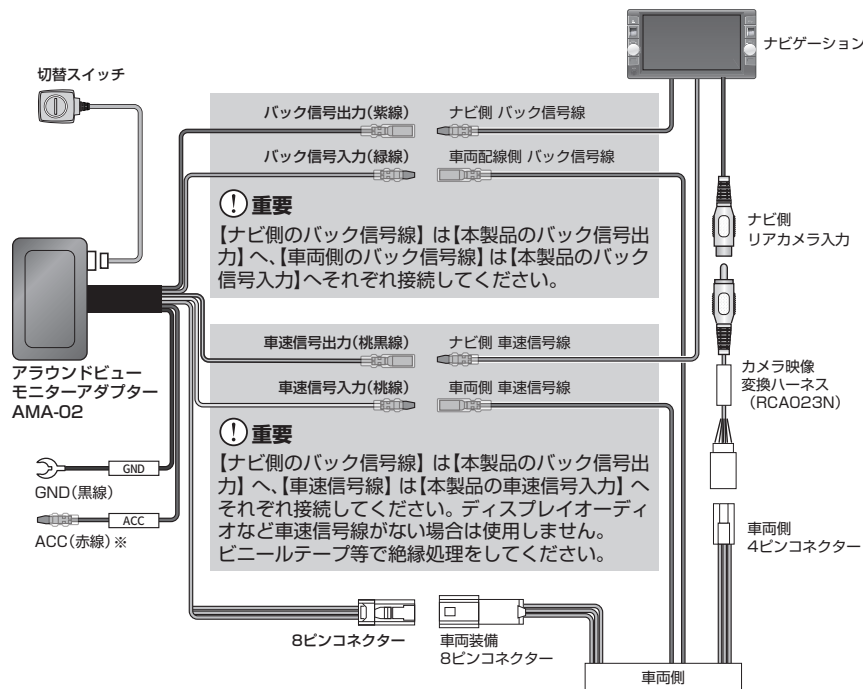 ナビゲーション
切替スイッチ
バック信号出力(紫線)
ナビ側 バック信号線
バック信号入力(緑線)
車両配線側 バック信号線
! 重要
【ナビ側のバック信号線】は【本製品のバック信号出
力】へ、【車両側のバック信号線】は【本製品のバック
信号入力】へそれぞれ接続してください。
ナビ側
リアカメラ入力
アラウンドビュー
モニターアダプター
AMA-02
車速信号出力(桃黒線)
ナビ側 車速信号線
車速信号入力(桃線)
車両側 車速信号線
! 重要
【ナビ側のバック信号線】は【本製品のバック信号出
力】へ、【車速信号線】は【本製品の車速信号入力】へ
それぞれ接続してください。ディスプレイオーディ
オなど車速信号線がない場合は使用しません。
ビニールテープ等で絶縁処理をしてください。
カメラ映像
変換ハーネス
(RCA023N)
GND
GND(黒線)
ACC
ACC(赤線)※
車両側
4ピンコネクター
8ピンコネクター
車両装備
8ピンコネクター
車両側